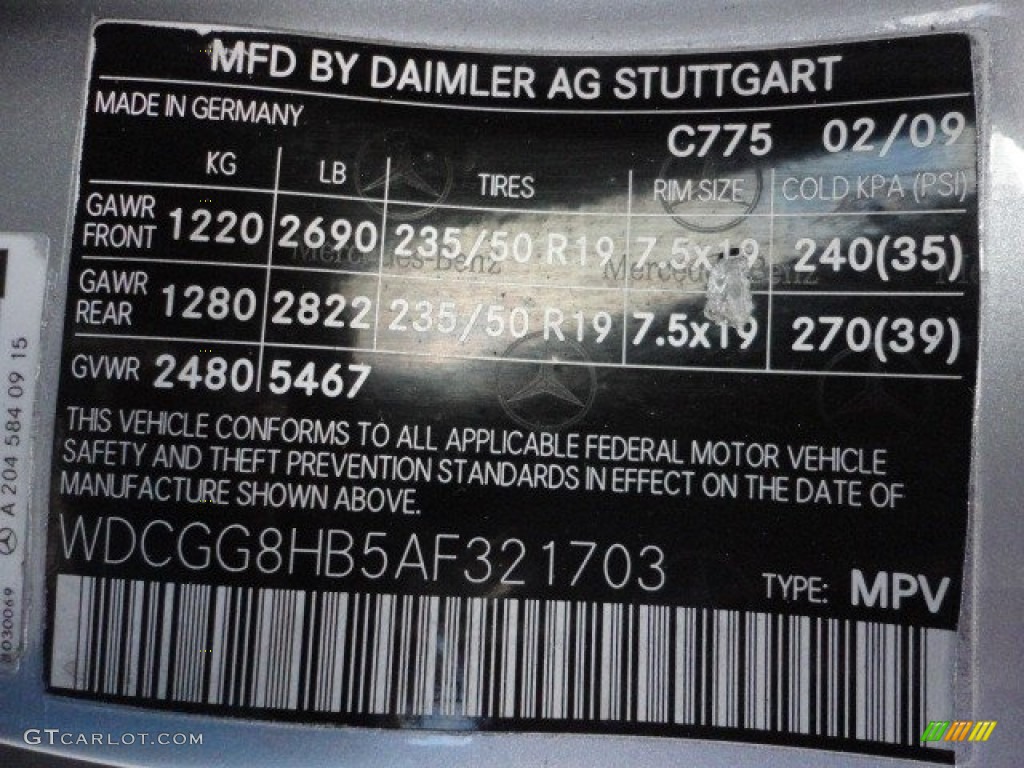 MFD BY DAIMLER AG STUTTGART
MADE IN GERMANY
C775 02/09
KG LB TIRES RIM SIZE COLD KPA (PSI)
GAWR FRONT 1220 2690 235/50 R19 7.5x19 240(35)
Mercedes-Benz Mercedes-Benz
GAWR REAR 1280 2822 235/50 R19 7.5x19 270(39)
GVWR 2480 5467
THIS VEHICLE CONFORMS TO ALL APPLICABLE FEDERAL MOTOR VEHICLE
SAFETY AND THEFT PREVENTION STANDARDS IN EFFECT ON THE DATE OF
MANUFACTURE SHOWN ABOVE.
WDCGG8HB5AF321703
TYPE: MPV
A 204 584 09 15
GTCARLOT.COM